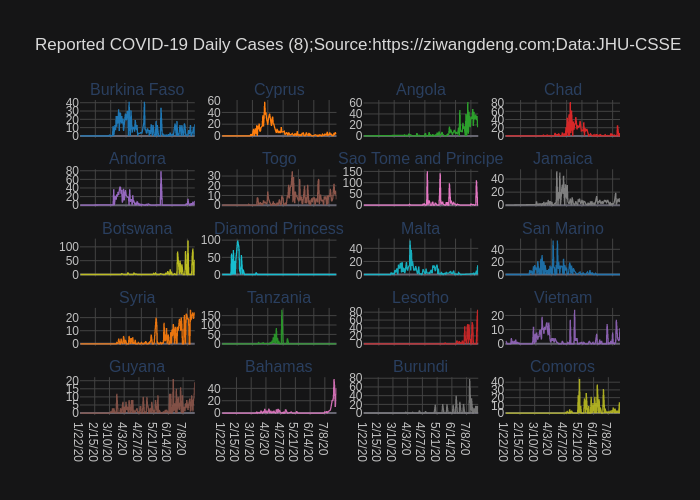 Reported COVID-19 Daily Cases (8);Source:https://ziwangdeng.com;Data:JHU-CSSE
Burkina Faso Cyprus Angola Chad
40 30 20 10 0
60 40 20 0
60 40 20 0
80 60 40 20 0
Andorra Togo Sao Tome and Principe Jamaica
80 60 40 20 0
30 20 10 0
150 100 50 0
40 20 0
Botswana Diamond Princess Malta San Marino
100 50 0
100 50 0
40 20 0
40 20 0
Syria Tanzania Lesotho Vietnam
20 10 0
150 100 50 0
80 60 40 20 0
20 10 0
Guyana Bahamas Burundi Comoros
20 15 10 5 0
40 20 0
80 60 40 20 0
40 30 20 10 0
1/22/20 2/15/20 3/10/20 4/3/20 4/27/20 5/21/20 6/14/20 7/8/20
1/22/20 2/15/20 3/10/20 4/3/20 4/27/20 5/21/20 6/14/20 7/8/20
1/22/20 2/15/20 3/10/20 4/3/20 4/27/20 5/21/20 6/14/20 7/8/20
1/22/20 2/15/20 3/10/20 4/3/20 4/27/20 5/21/20 6/14/20 7/8/20